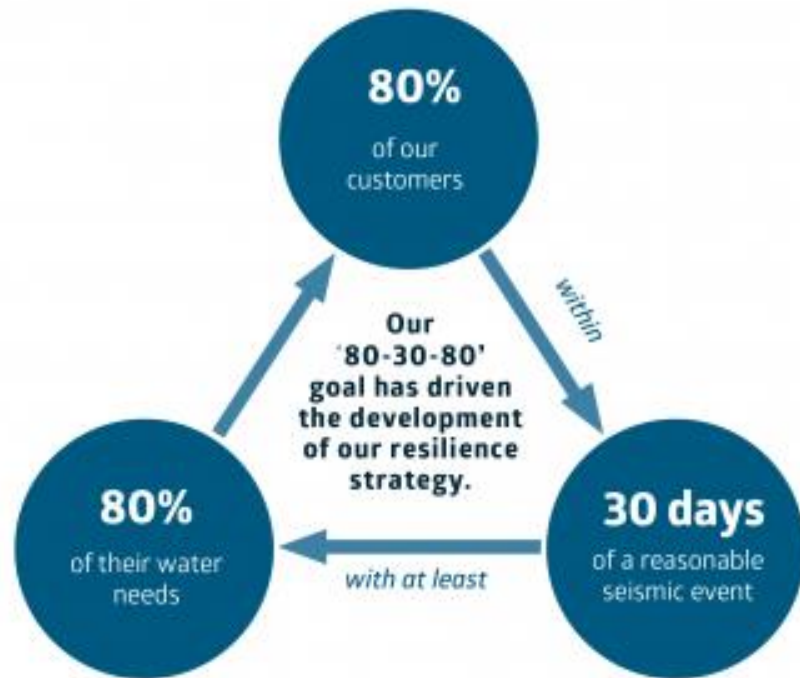 80%
of our
customers
within
Our
‘80-30-80’
goal has driven
the development
of our resilience
strategy.
30 days
of a reasonable
seismic event
with at least
80%
of their water
needs